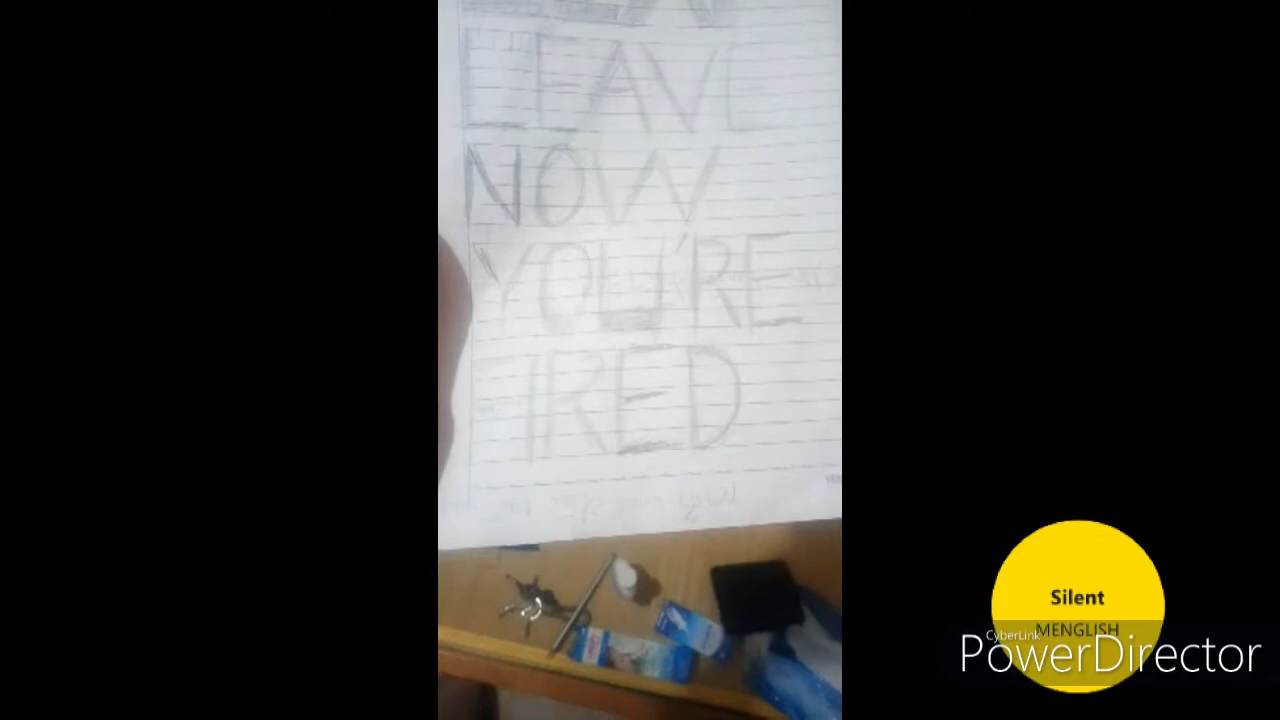 LEAVE
NOW
YOU'RE
IRED
Silent
MENGLISH
CyberLink
PowerDirector